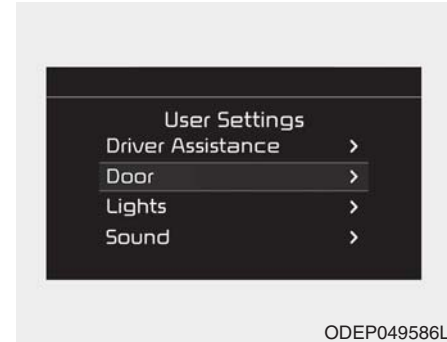 User Settings
Driver Assistance >
Door >
Lights >
Sound >
ODEP049586L